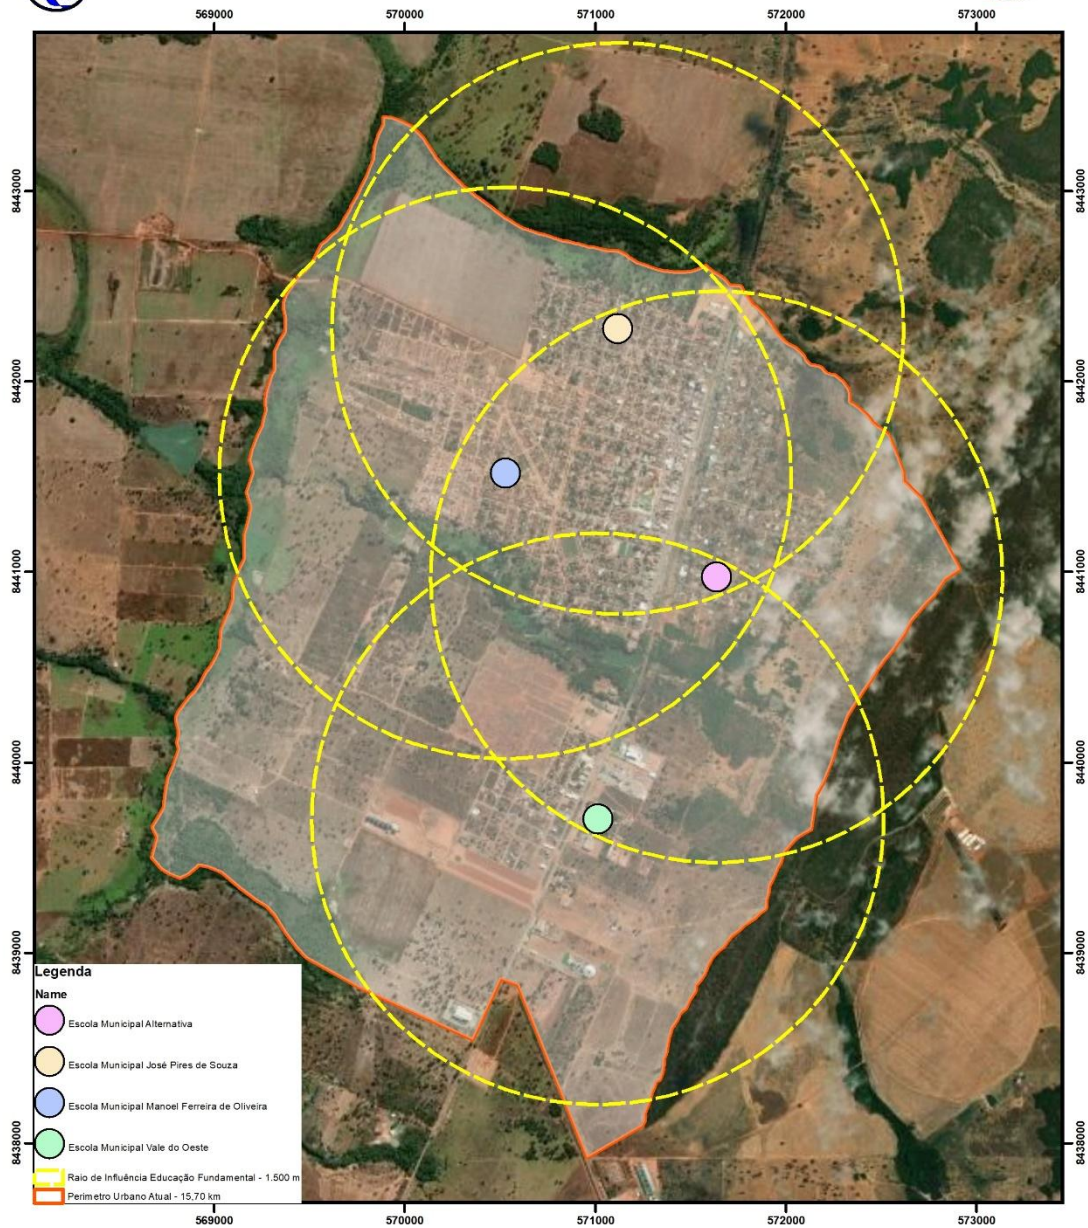 569000 570000 571000 572000 573000
8443000 8443000
8442000 8442000
8441000 8441000
8440000 8440000
8439000 8439000
8438000 8438000
Legenda
Name
Escola Municipal Alternativa
Escola Municipal José Pires de Souza
Escola Municipal Manoel Ferreira de Oliveira
Escola Municipal Vale do Oeste
Raio de Influência Educação Fundamental - 1.500 m
Perimetro Urbano Atual - 15,70 km
569000 570000 571000 572000 573000